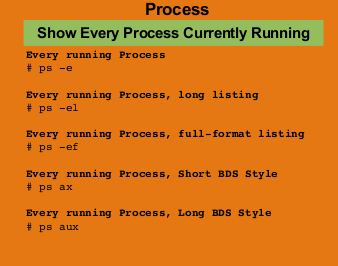 Process
Show Every Process Currently Running
Every running Process
# ps -e
Every running Process, long listing
# ps -el
Every running Process, full-format listing
# ps -ef
Every running Process, Short BDS Style
# ps ax
Every running Process, Long BDS Style
# ps aux